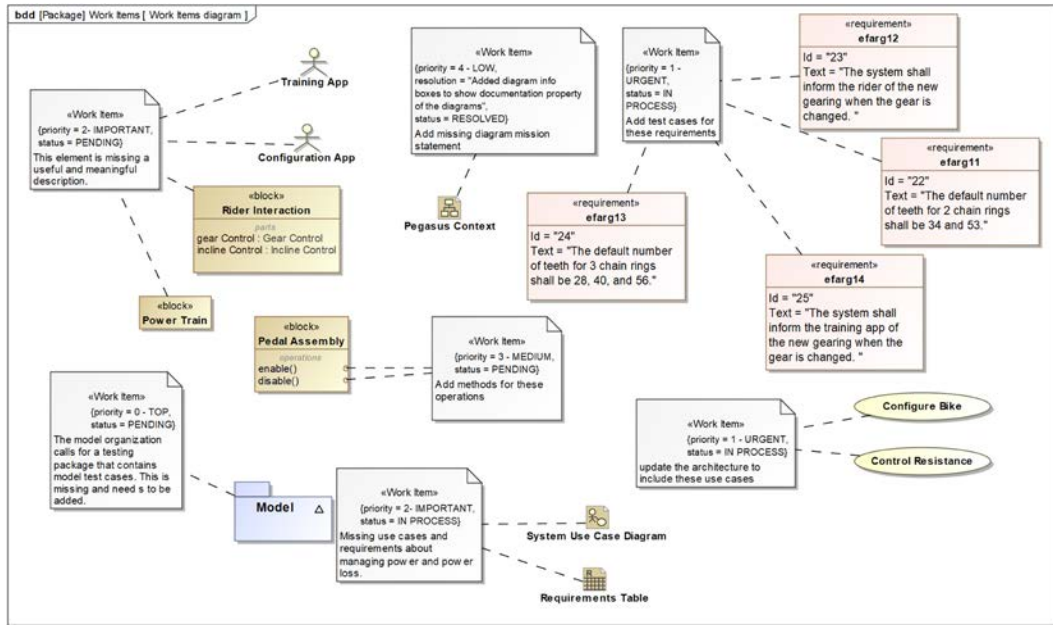 bdd [Package] Work Items [ Work Items diagram ]
Training App
Configuration App
«Work Item»
{priority = 2- IMPORTANT,
status = PENDING}
This element is missing a
useful and meaningful
description.
«block»
Rider Interaction
parts
gear Control : Gear Control
incline Control : Incline Control
«block»
Power Train
«Work Item»
{priority = 4 - LOW,
resolution = "Added diagram info
boxes to show documentation property
of the diagrams",
status = RESOLVED}
Add missing diagram mission
statement
Pegasus Context
«Work Item»
{priority = 1 -
URGENT,
status = IN
PROCESS}
Add test cases for
these requirements
«requirement»
efarg12
Id = "23"
Text = "The system shall
inform the rider of the new
gearing when the gear is
changed. "
«requirement»
efarg11
Id = "22"
Text = "The default number
of teeth for 2 chain rings
shall be 34 and 53."
«requirement»
efarg13
Id = "24"
Text = "The default number
of teeth for 3 chain rings
shall be 28, 40, and 56."
«requirement»
efarg14
Id = "25"
Text = "The system shall
inform the training app of
the new gearing when the
gear is changed. "
«block»
Pedal Assembly
operations
enable()
disable()
«Work Item»
{priority = 3 - MEDIUM,
status = PENDING}
Add methods for these
operations
«Work Item»
{priority = 0 - TOP,
status = PENDING}
The model organization
calls for a testing
package that contains
model test cases. This is
missing and need s to be
added.
Model
«Work Item»
{priority = 2- IMPORTANT,
status = IN PROCESS}
Missing use cases and
requirements about
managing power and power
loss.
System Use Case Diagram
R
Requirements Table
«Work Item»
{priority = 1 - URGENT,
status = IN PROCESS}
update the architecture to
include these use cases
Configure Bike
Control Resistance